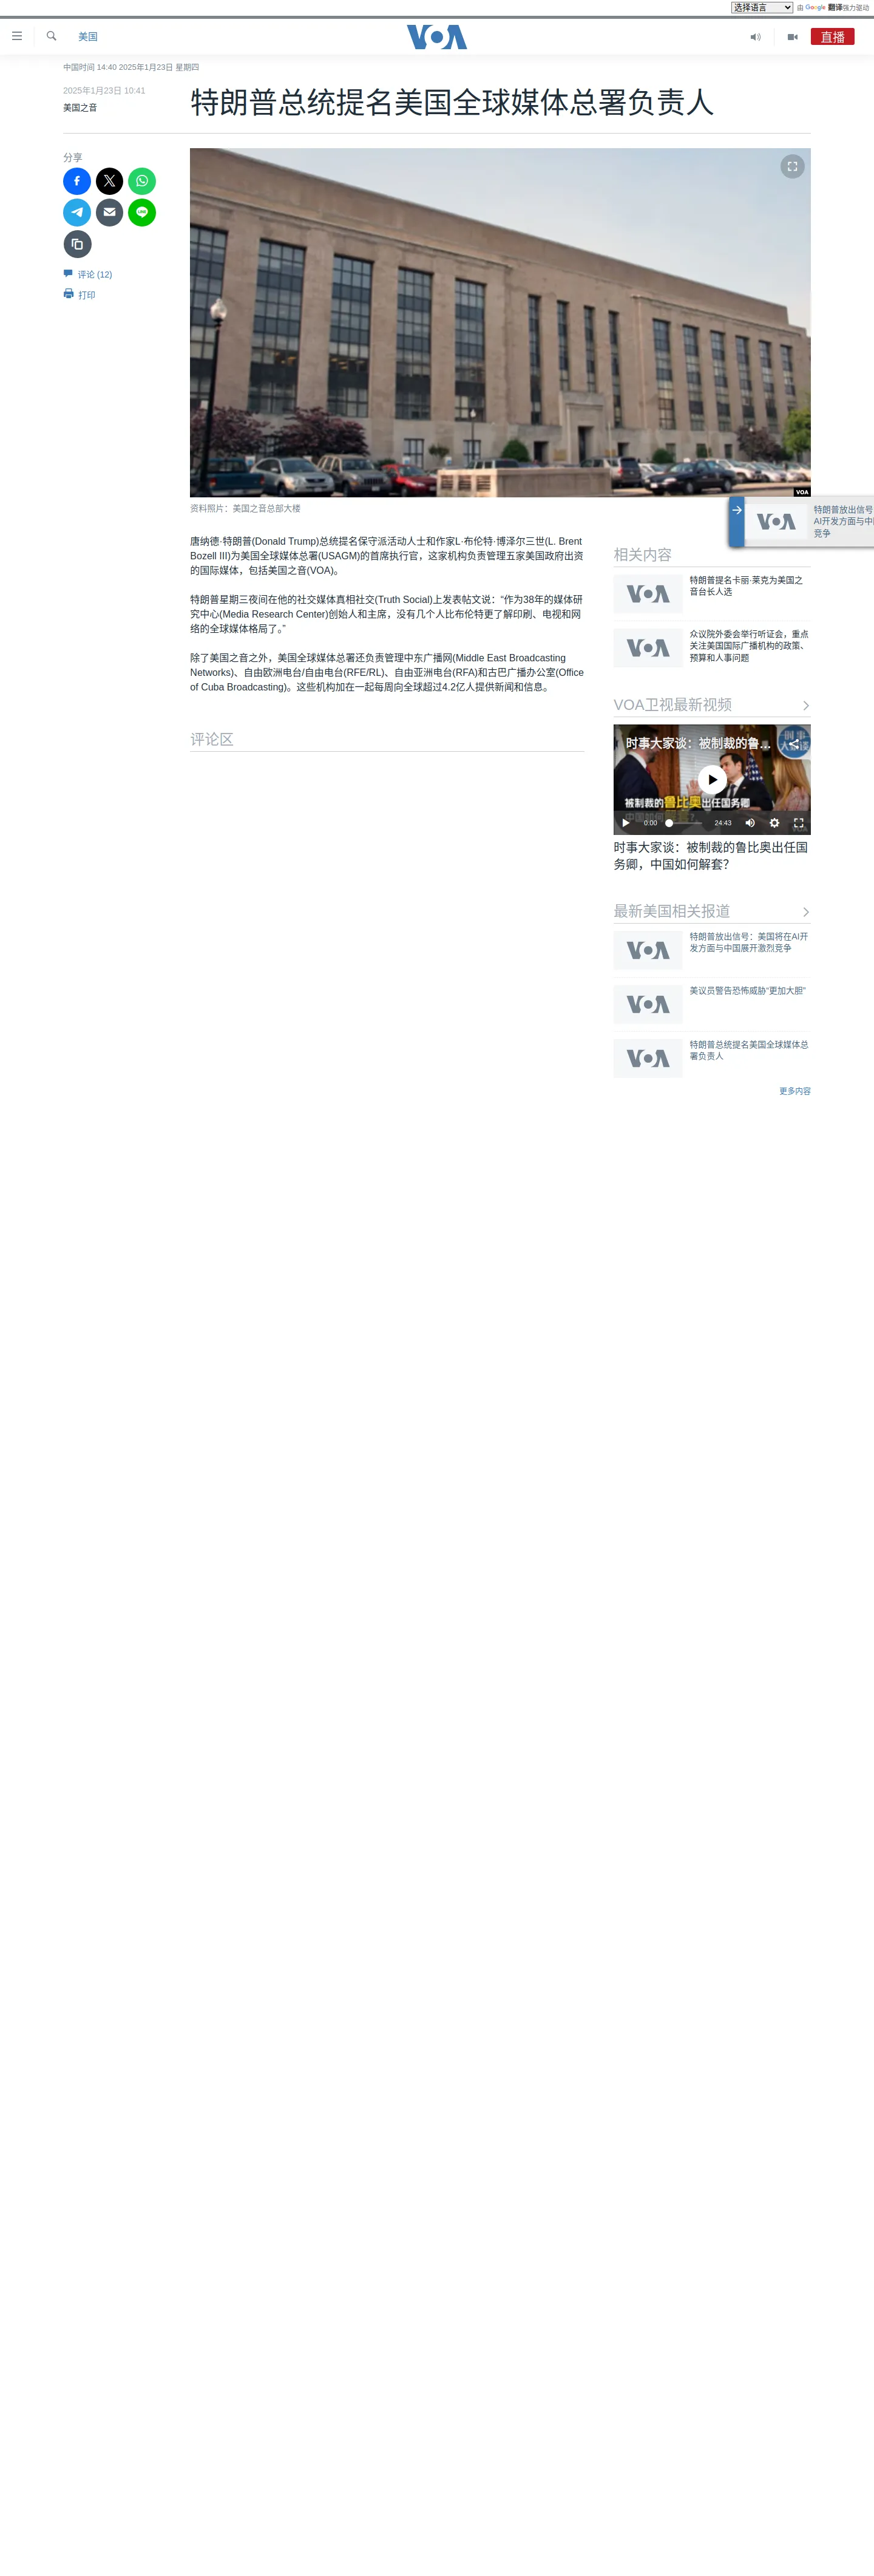 选择语言
由 Google 翻译强力驱动
美国
VOA
直播
中国时间 14:40 2025年1月23日 星期四
2025年1月23日 10:41
美国之音
特朗普总统提名美国全球媒体总署负责人
分享
评论 (12)
打印
VOA
资料照片：美国之音总部大楼
唐纳德·特朗普(Donald Trump)总统提名保守派活动人士和作家L·布伦特·博泽尔三世(L. Brent
Bozell III)为美国全球媒体总署(USAGM)的首席执行官，这家机构负责管理五家美国政府出资
的国际媒体，包括美国之音(VOA)。
特朗普星期三夜间在他的社交媒体真相社交(Truth Social)上发表帖文说：“作为38年的媒体研
究中心(Media Research Center)创始人和主席，没有几个人比布伦特更了解印刷、电视和网
络的全球媒体格局了。”
除了美国之音之外，美国全球媒体总署还负责管理中东广播网(Middle East Broadcasting
Networks)、自由欧洲电台/自由电台(RFE/RL)、自由亚洲电台(RFA)和古巴广播办公室(Office
of Cuba Broadcasting)。这些机构加在一起每周向全球超过4.2亿人提供新闻和信息。
评论区
VOA
特朗普放出信号
AI开发方面与中
竞争
相关内容
VOA
特朗普提名卡丽·莱克为美国之
音台长人选
VOA
众议院外委会举行听证会，重点
关注美国国际广播机构的政策、
预算和人事问题
VOA卫视最新视频
时事大家谈：被制裁的鲁...
被制裁的鲁比奥出任国务卿
0:00
24:43
时事大家谈：被制裁的鲁比奥出任国
务卿，中国如何解套？
最新美国相关报道
VOA
特朗普放出信号：美国将在AI开
发方面与中国展开激烈竞争
VOA
美议员警告恐怖威胁“更加大胆”
VOA
特朗普总统提名美国全球媒体总
署负责人
更多内容